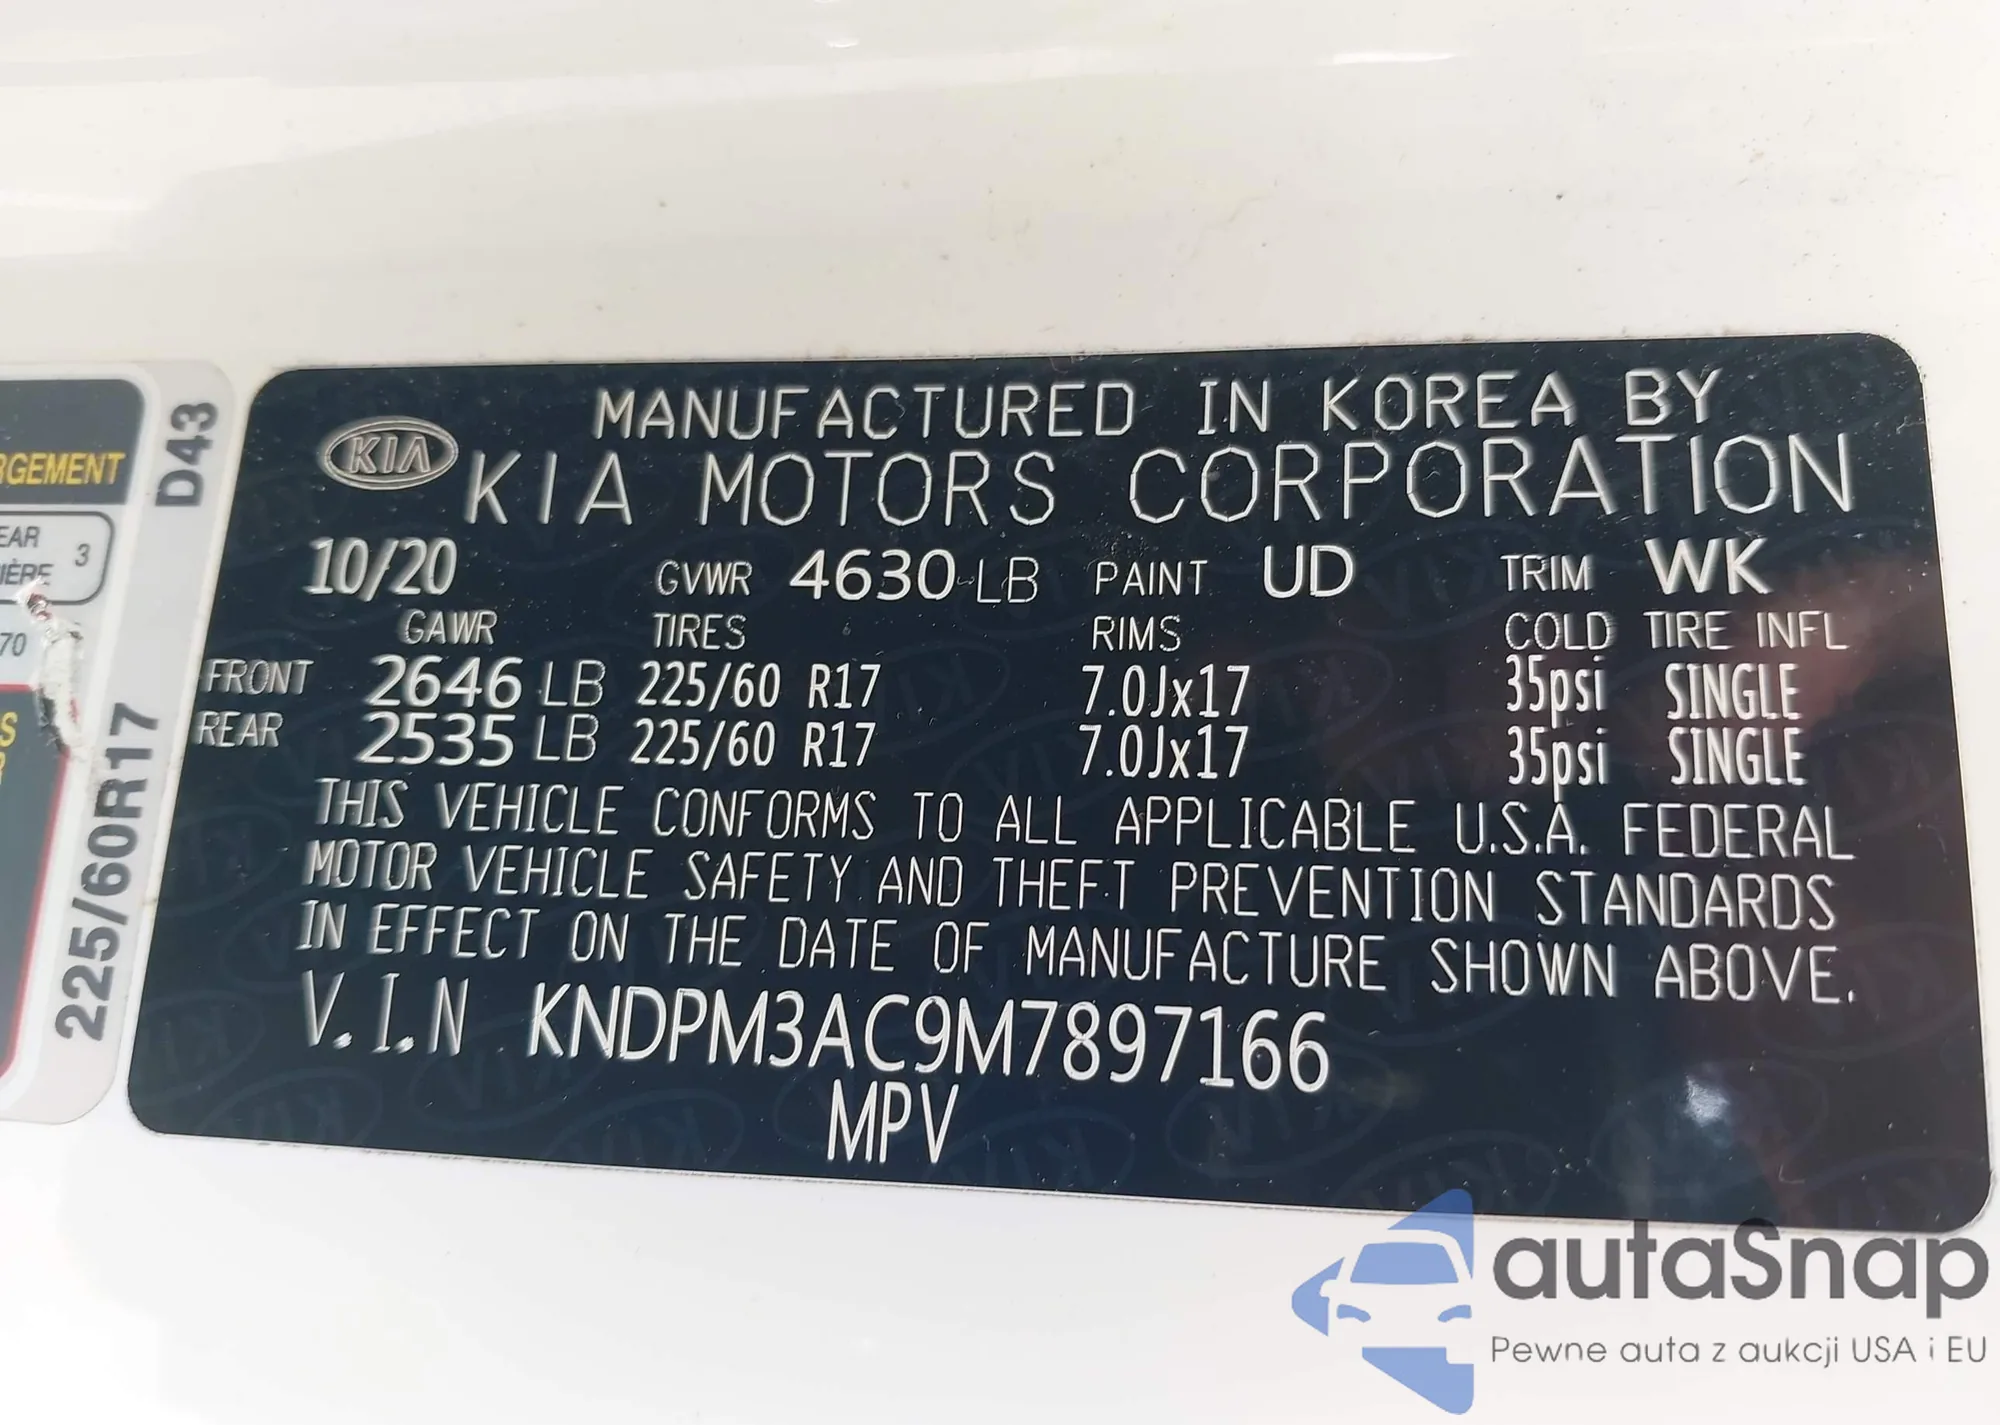 MANUFACTURED IN KOREA BY
KIA KIA MOTORS CORPORATION
10/20 GVWR 4630 LB PAINT UD TRIM WK
GAWR TIRES RIMS COLD TIRE INFL
FRONT 2646 LB 225/60 R17 7.0Jx17 35psi SINGLE
REAR 2535 LB 225/60 R17 7.0Jx17 35psi SINGLE
THIS VEHICLE CONFORMS TO ALL APPLICABLE U.S.A. FEDERAL
MOTOR VEHICLE SAFETY AND THEFT PREVENTION STANDARDS
IN EFFECT ON THE DATE OF MANUFACTURE SHOWN ABOVE.
V.I.N KNDPM3AC9M7897166
MPV
RGEMENT
EAR 3
IÈRE
70
S
225/60R17 D43
autaSnap
Pewne auta z aukcji USA i EU